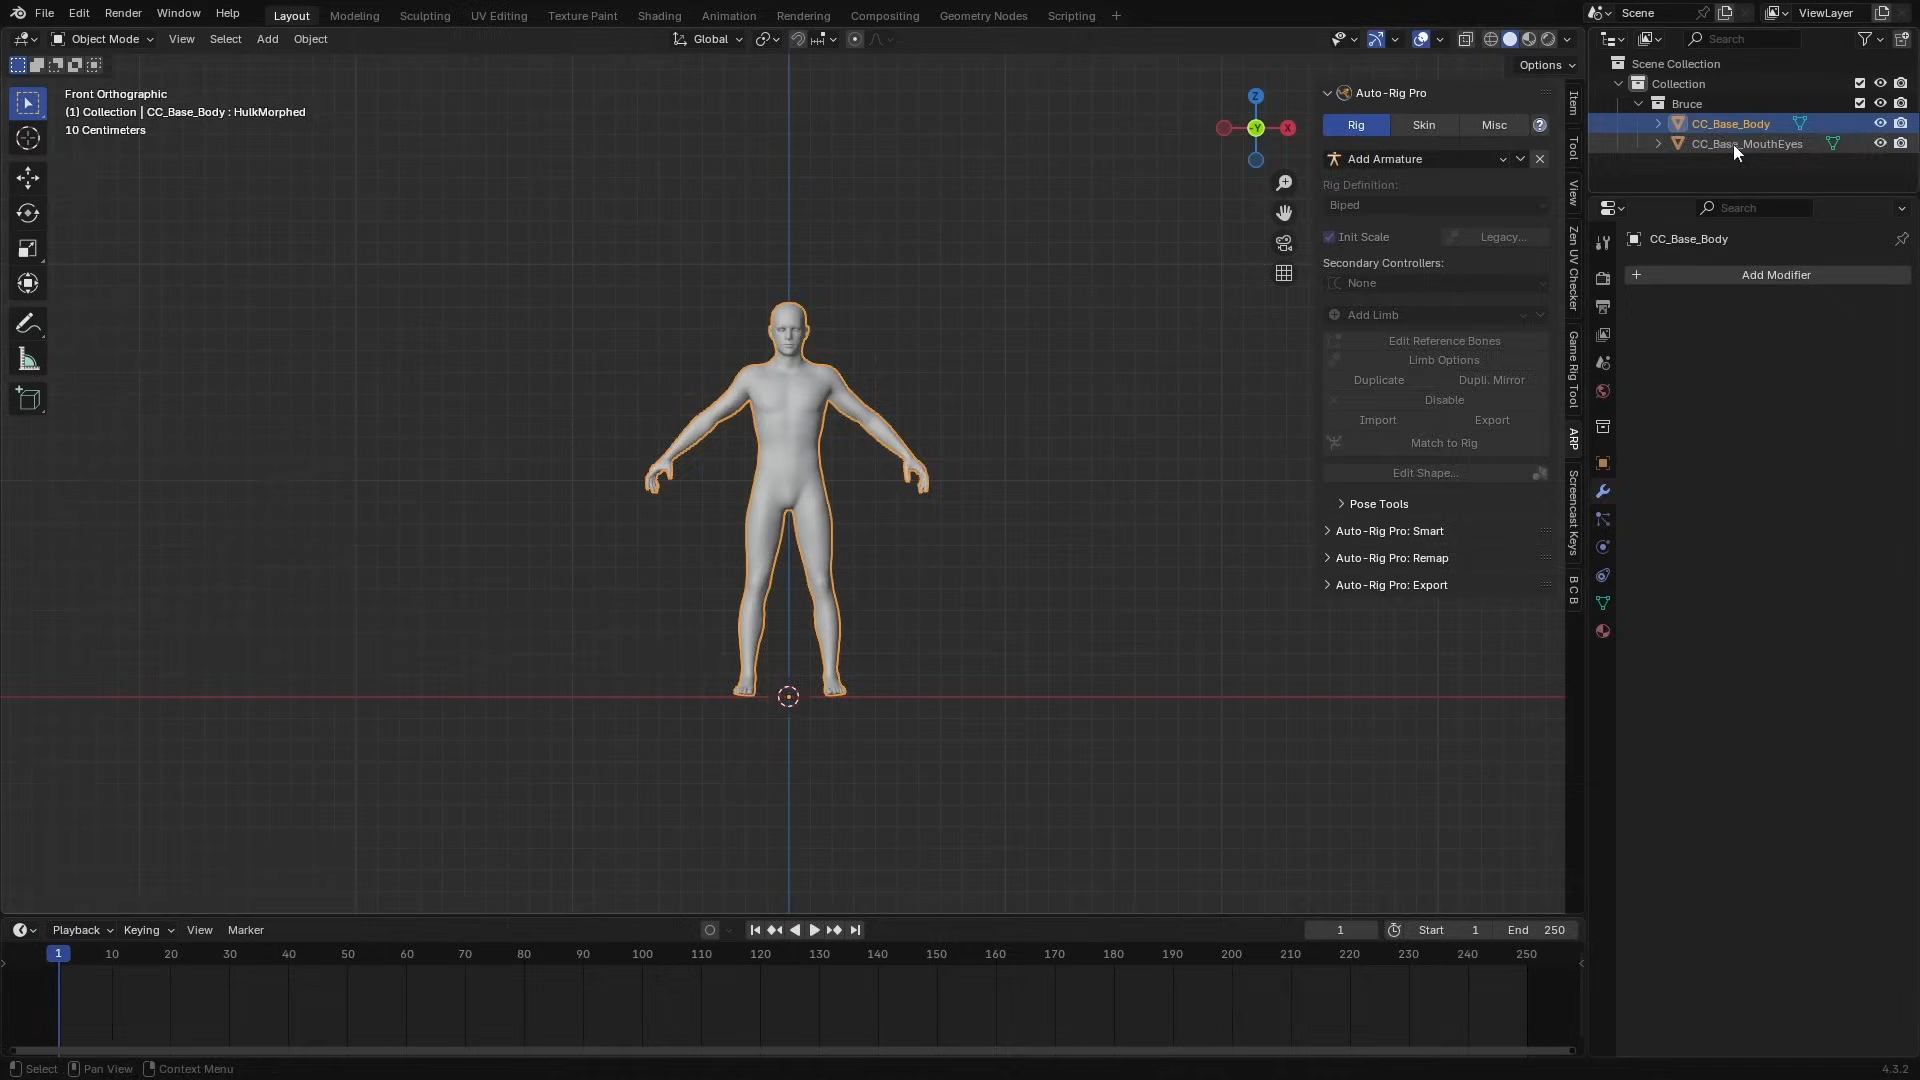 File Edit Render Window Help Layout Modeling Sculpting UV Editing Texture Paint Shading Animation Rendering Compositing Geometry Nodes Scripting + Scene ViewLayer
Object Mode View Select Add Object Global Search
Options
Front Orthographic
(1) Collection | CC_Base_Body : HulkMorphed
10 Centimeters
Z
-Y
X
Auto-Rig Pro
Rig Skin Misc ?
Add Armature
Rig Definition:
Biped
Init Scale Legacy...
Secondary Controllers:
None
Add Limb
Edit Reference Bones
Limb Options
Duplicate Dupli. Mirror
Disable
Import Export
Match to Rig
Edit Shape...
Pose Tools
Auto-Rig Pro: Smart
Auto-Rig Pro: Remap
Auto-Rig Pro: Export
Item
Tool
View
Zen UV Checker
Game Rig Tool
ARP
Screencast Keys
B C B
Scene Collection
Collection
Bruce
CC_Base_Body
CC_Base_MouthEyes
Search
CC_Base_Body
+ Add Modifier
Playback Keying View Marker 1 Start 1 End 250
1 10 20 30 40 50 60 70 80 90 100 110 120 130 140 150 160 170 180 190 200 210 220 230 240 250
Select Pan View Context Menu 4.3.2